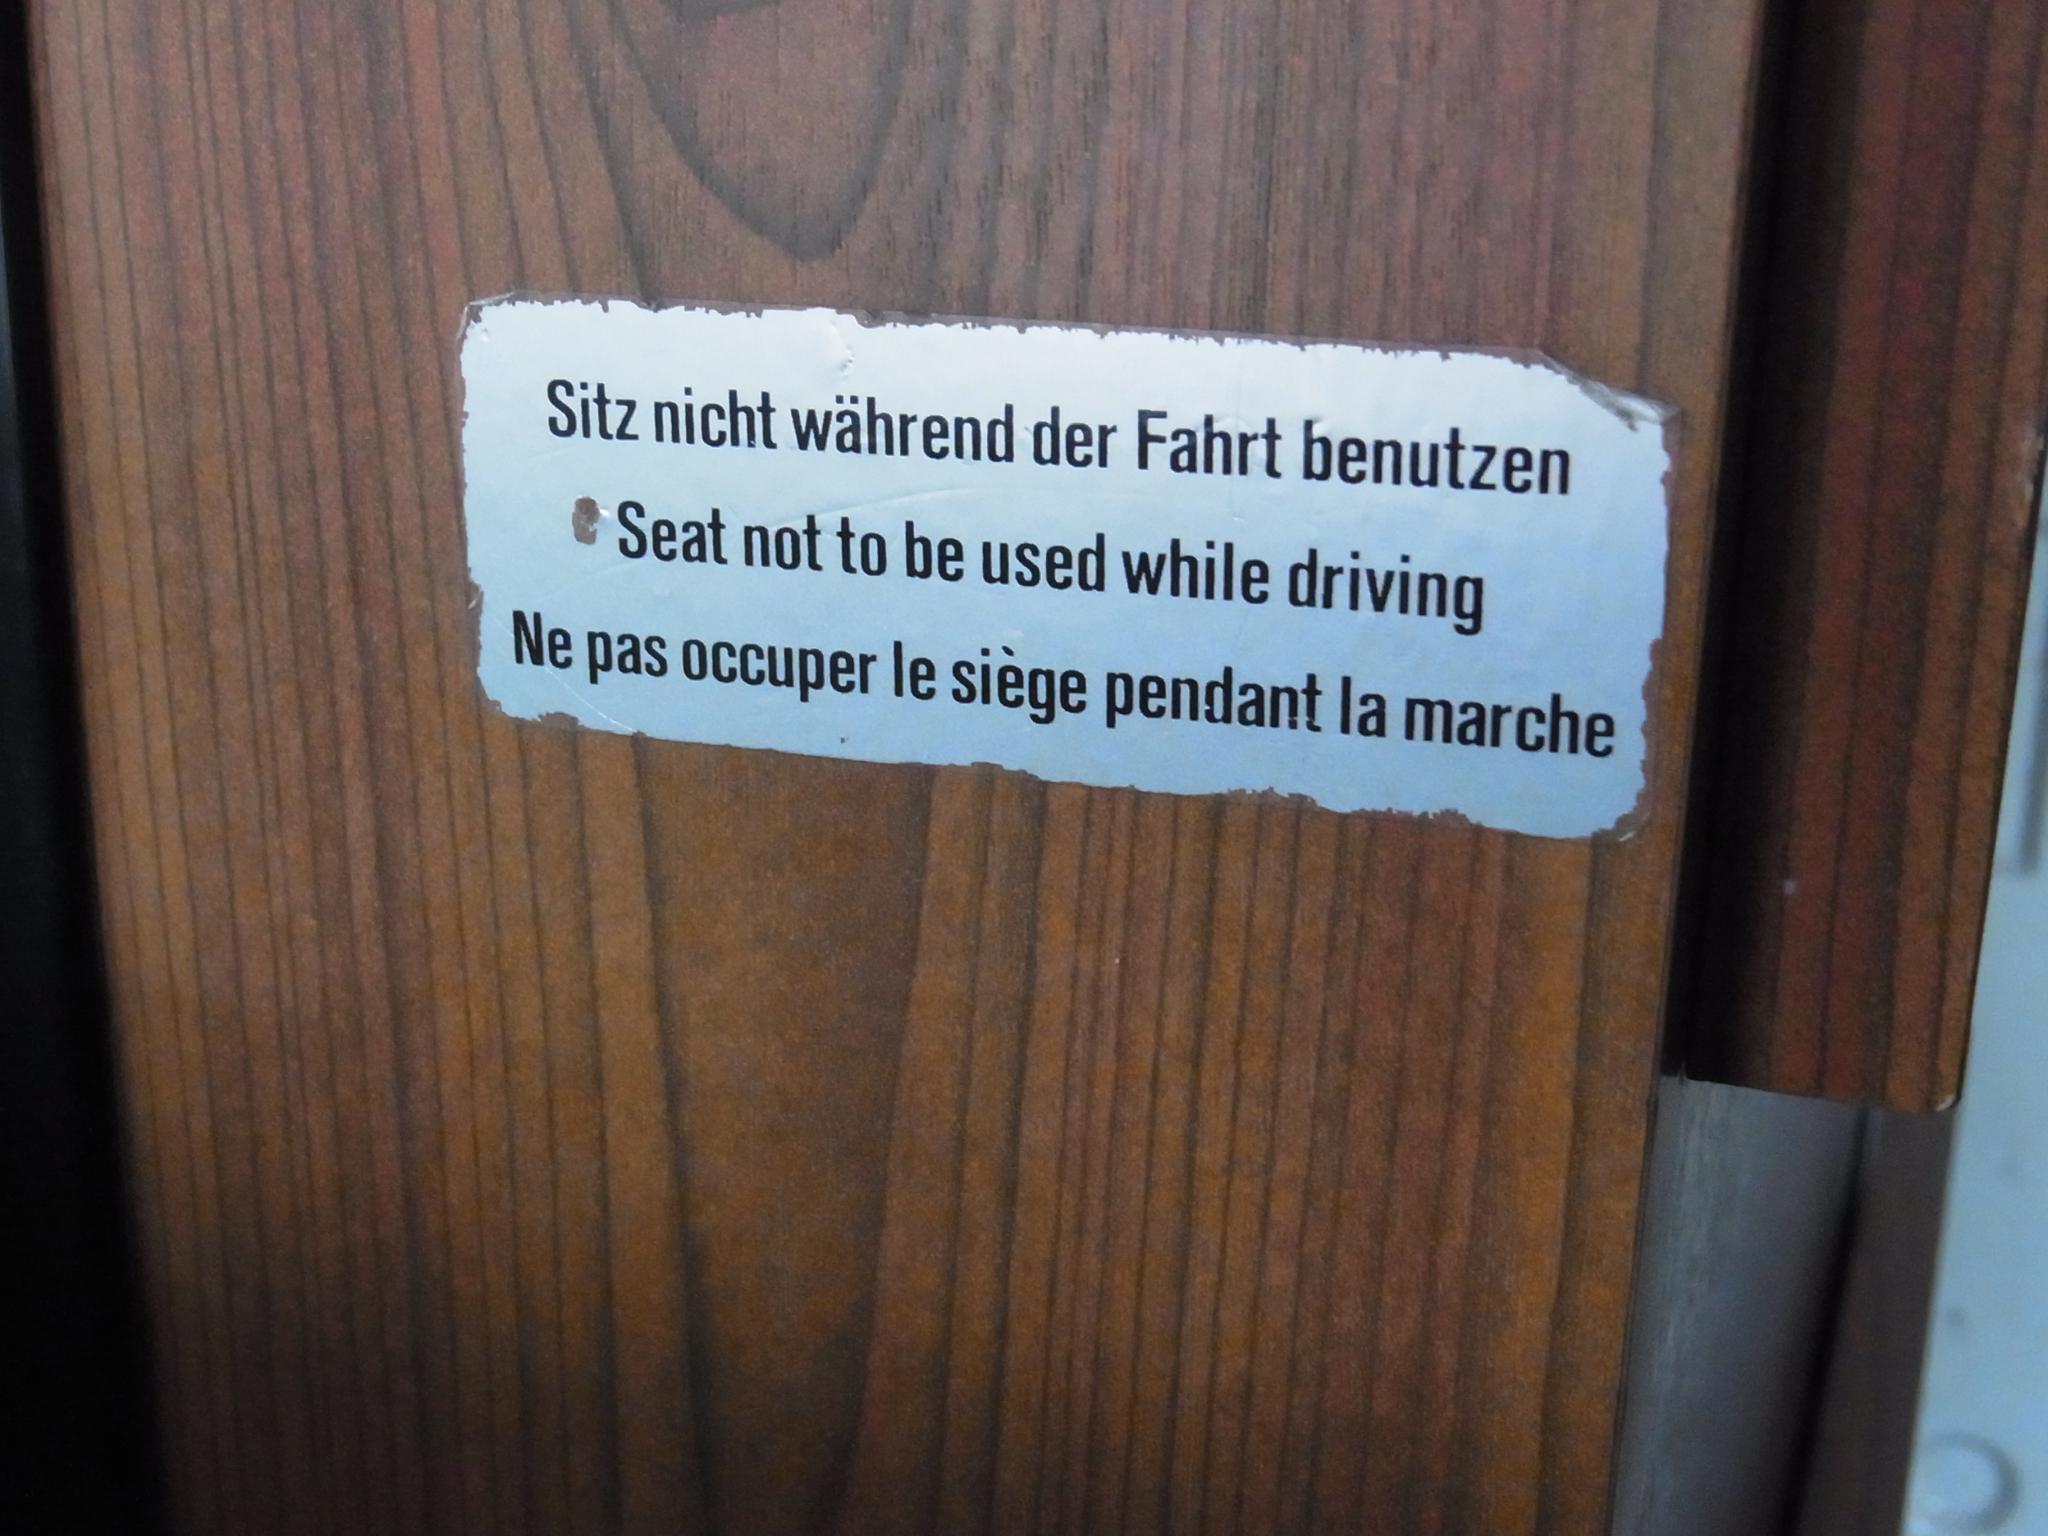 Sitz nicht während der Fahrt benutzen
Seat not to be used while driving
Ne pas occuper le siège pendant la marche